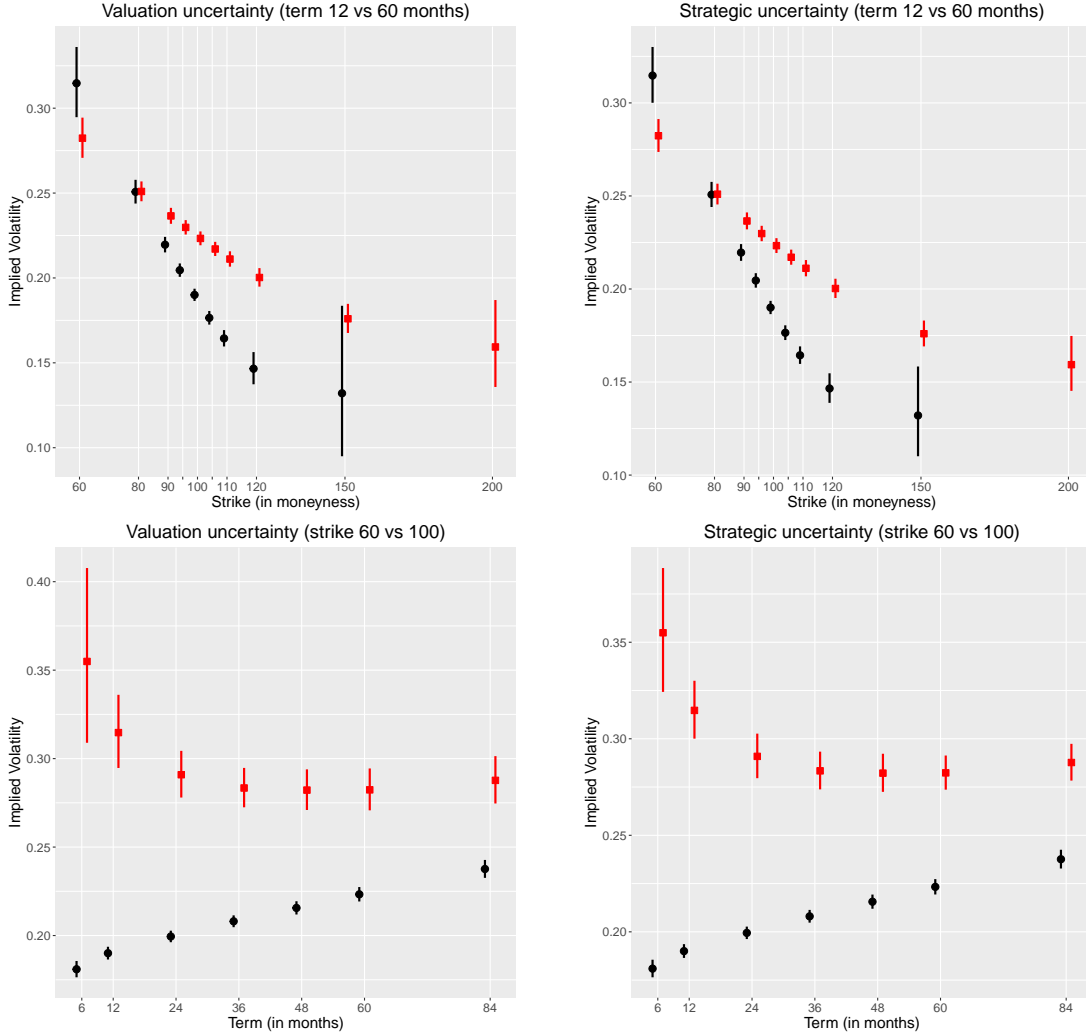 Valuation uncertainty (term 12 vs 60 months)
Implied Volatility
0.30
0.25
0.20
0.15
0.10
60 80 90 100 110 120 150 200
Strike (in moneyness)
Strategic uncertainty (term 12 vs 60 months)
Implied Volatility
0.30
0.25
0.20
0.15
0.10
60 80 90 100 110 120 150 200
Strike (in moneyness)
Valuation uncertainty (strike 60 vs 100)
Implied Volatility
0.40
0.35
0.30
0.25
0.20
6 12 24 36 48 60 84
Term (in months)
Strategic uncertainty (strike 60 vs 100)
Implied Volatility
0.35
0.30
0.25
0.20
6 12 24 36 48 60 84
Term (in months)